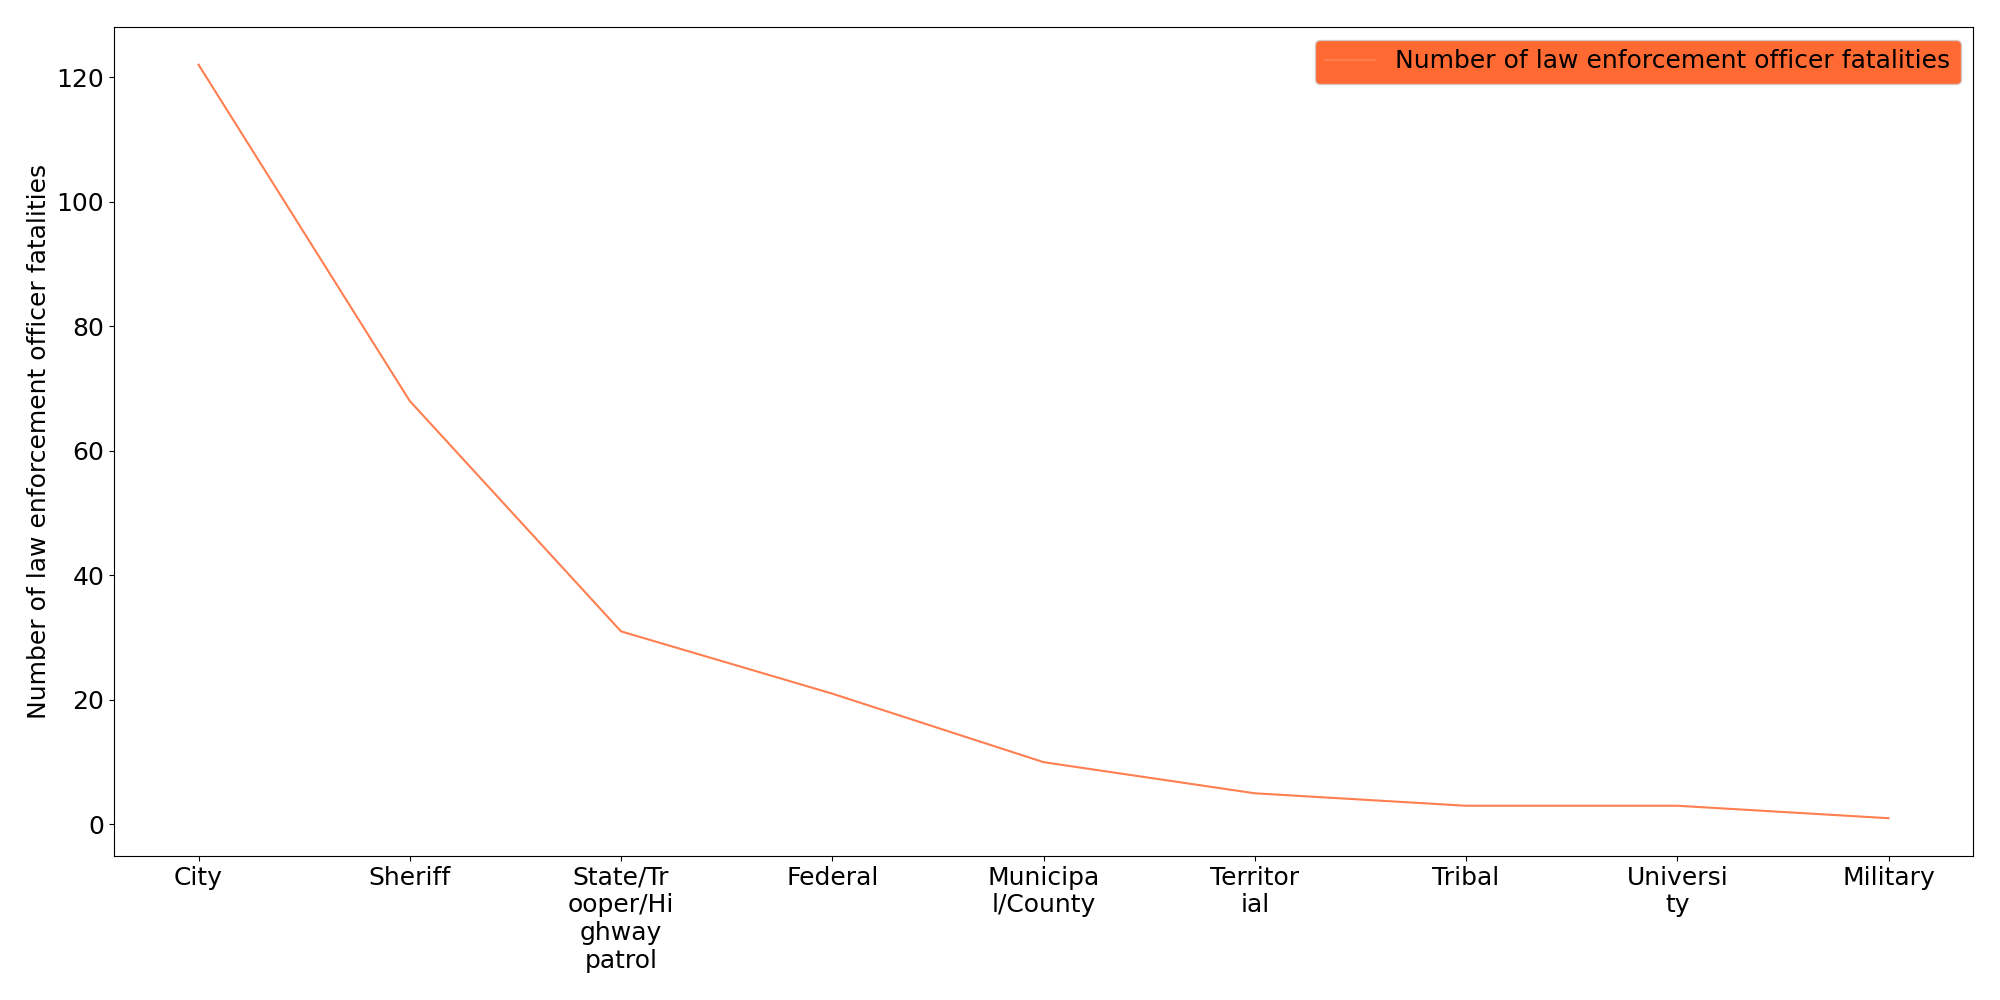 Number of law enforcement officer fatalities
Number of law enforcement officer fatalities
120
100
80
60
40
20
0
City
Sheriff
State/Tr
ooper/Hi
ghway
patrol
Federal
Municipa
l/County
Territor
ial
Tribal
Universi
ty
Military